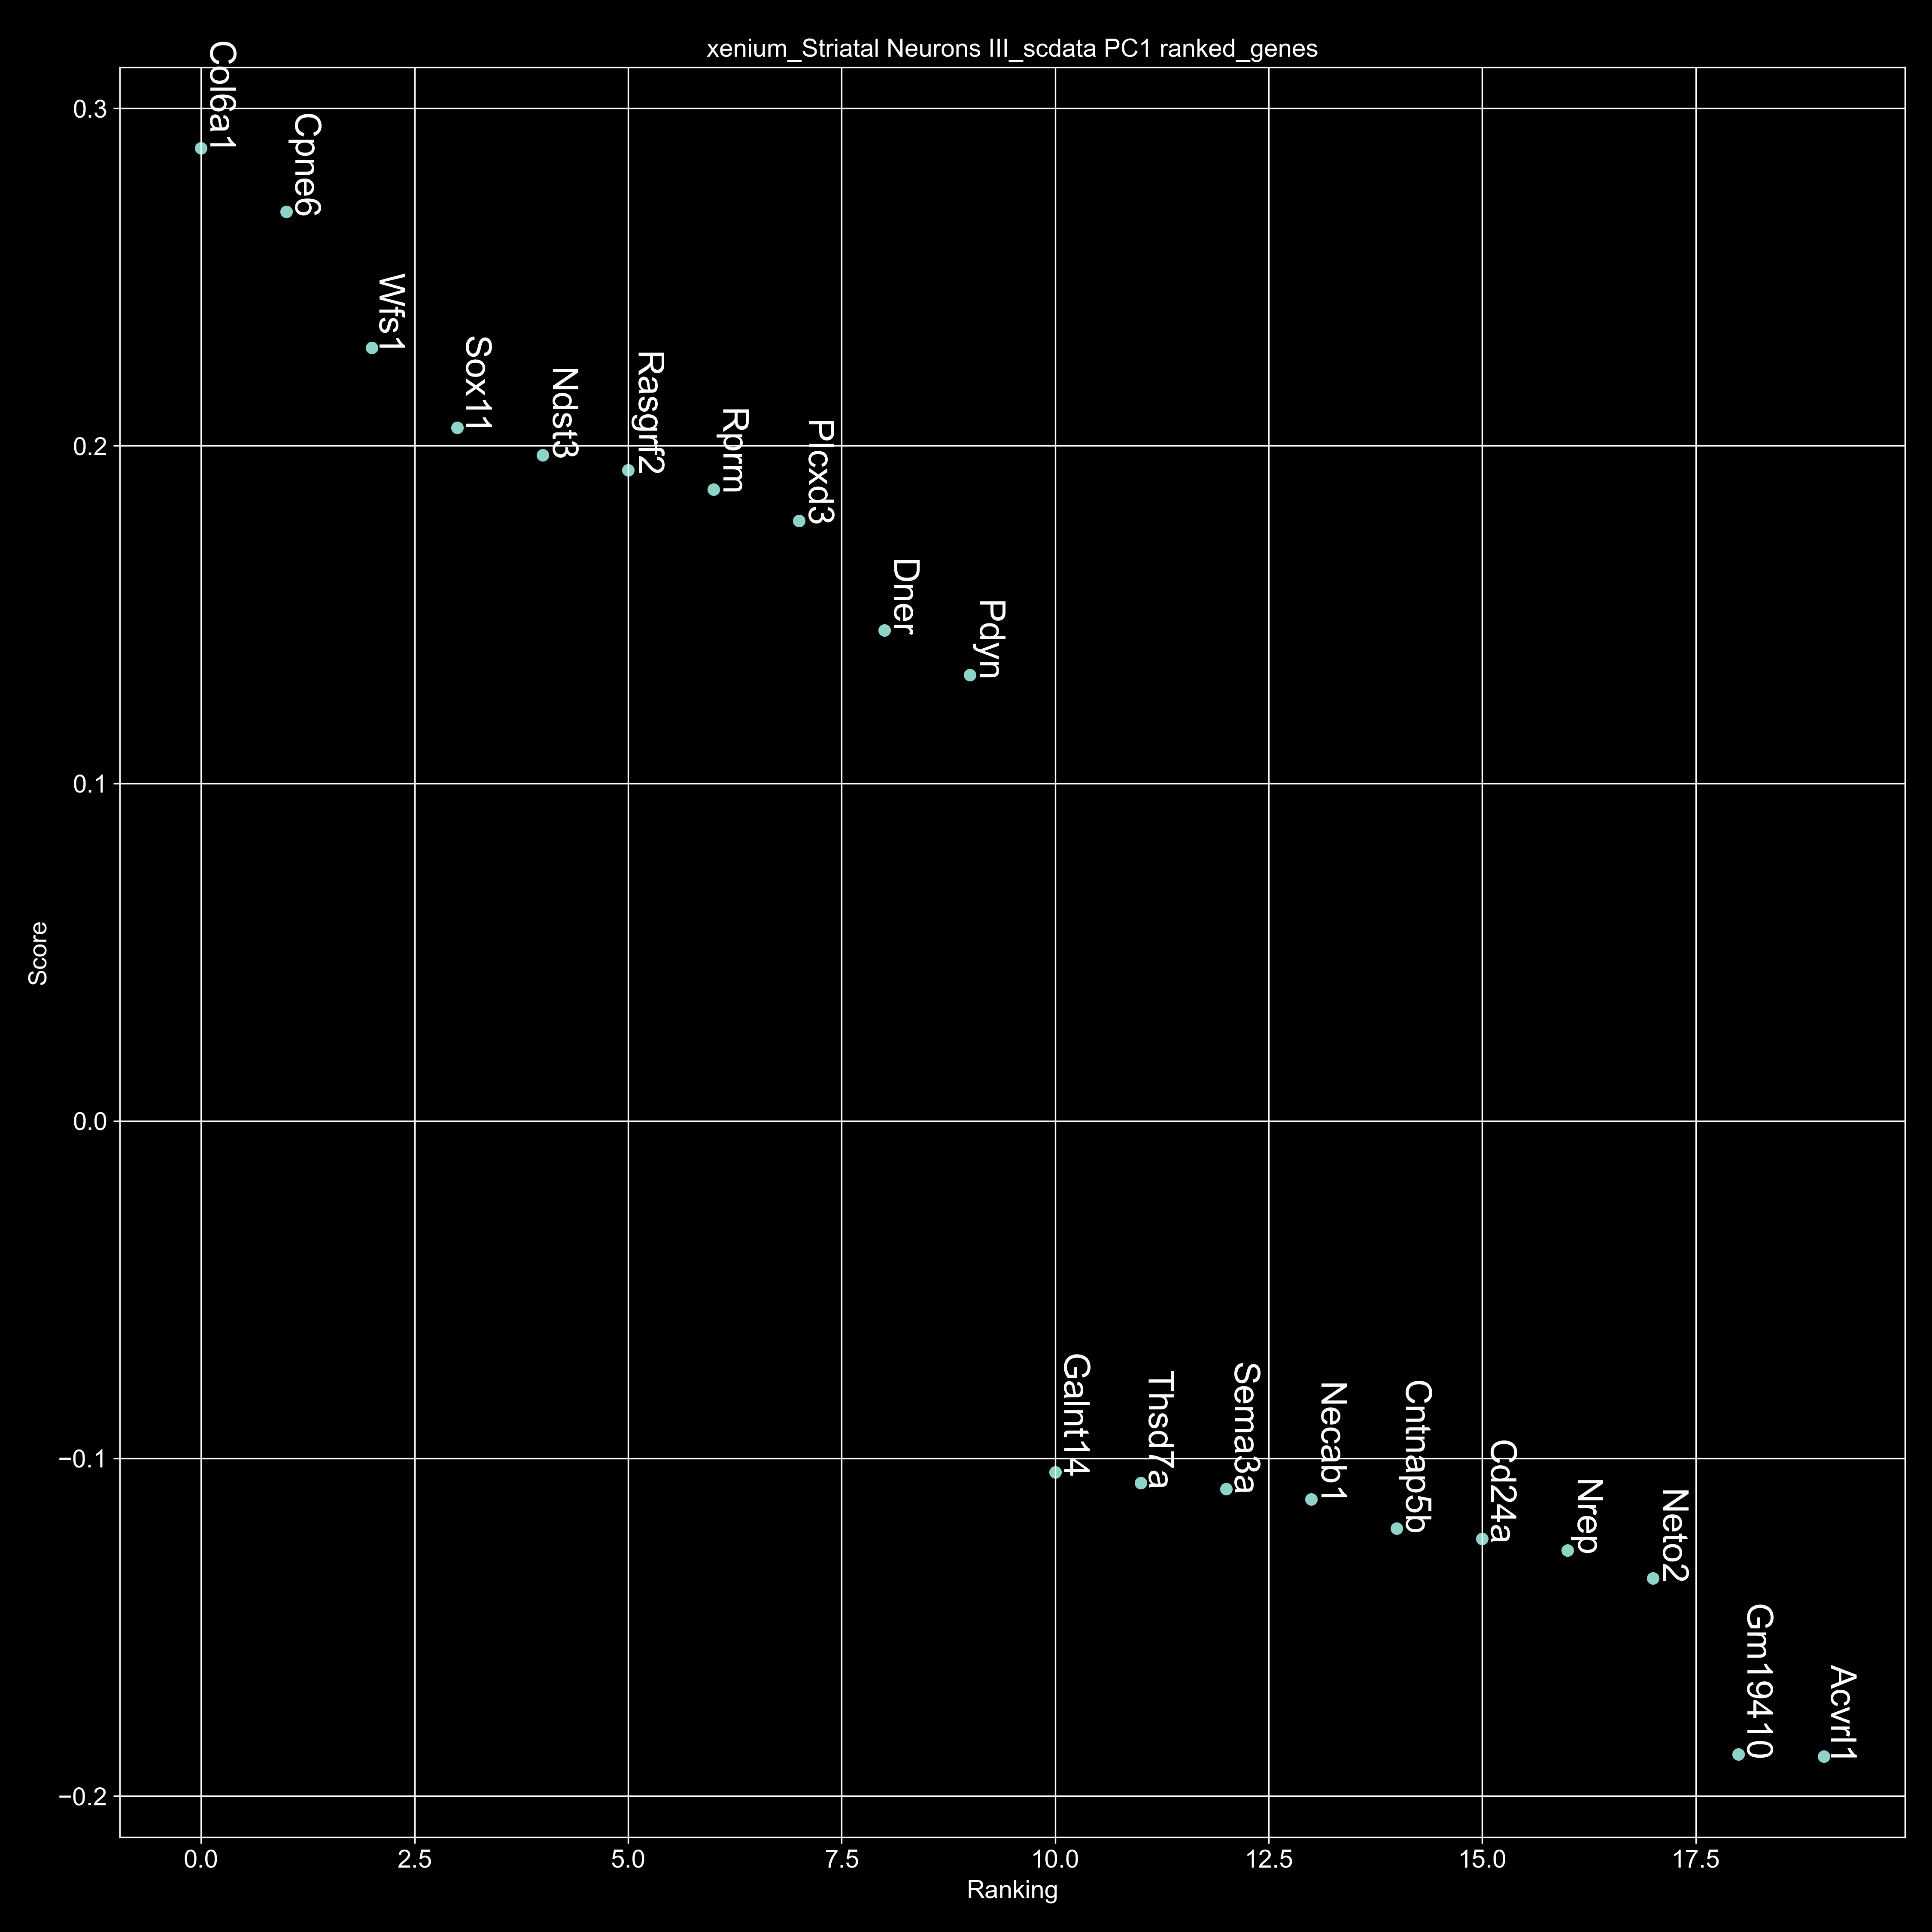 xenium_Striatal Neurons III_scdata PC1 ranked_genes
0.3
0.2
0.1
0.0
−0.1
−0.2
Score
Col6a1
Cpne6
Wfs1
Sox11
Ndst3
Rasgrf2
Rprm
Plcxd3
Dner
Pdyn
Galnt14
Thsd7a
Sema3a
Necab1
Cntnap5b
Cd24a
Nrep
Neto2
Gm19410
Acvrl1
0.0 2.5 5.0 7.5 10.0 12.5 15.0 17.5
Ranking